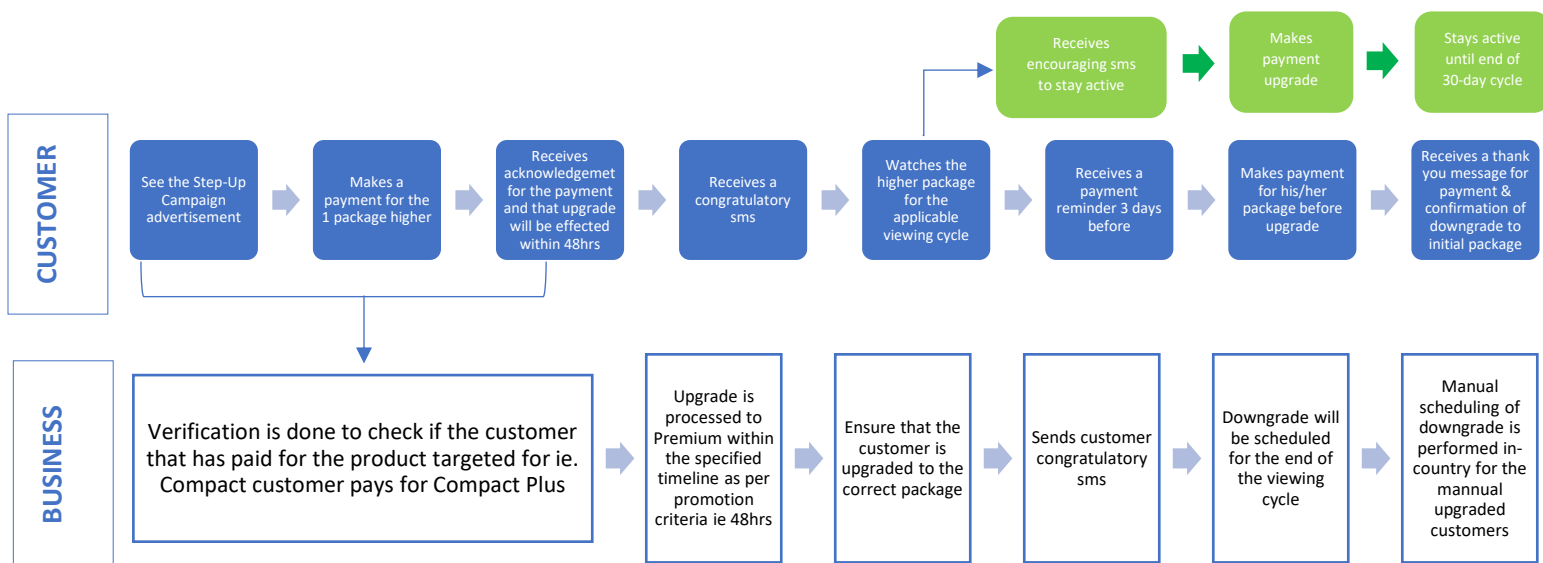 Receives
encouraging sms
to stay active
Makes
payment
upgrade
Stays active
until end of
30-day cycle
CUSTOMER
See the Step-Up
Campaign
advertisement
Makes a
payment for the
1 package higher
Receives
acknowledgemet
for the payment
and that upgrade
will be effected
within 48hrs
Receives a
congratulatory
sms
Watches the
higher package
for the
applicable
viewing cycle
Receives a
payment
reminder 3 days
before
Makes payment
for his/her
package before
upgrade
Receives a thank
you message for
payment &
confirmation of
downgrade to
initial package
BUSINESS
Verification is done to check if the customer
that has paid for the product targeted for ie.
Compact customer pays for Compact Plus
Upgrade is
processed to
Premium within
the specified
timeline as per
promotion
criteria ie 48hrs
Ensure that the
customer is
upgraded to the
correct package
Sends customer
congratulatory
sms
Downgrade will
be scheduled
for the end of
the viewing
cycle
Manual
scheduling of
downgrade is
performed in-
country for the
mannual
upgraded
customers